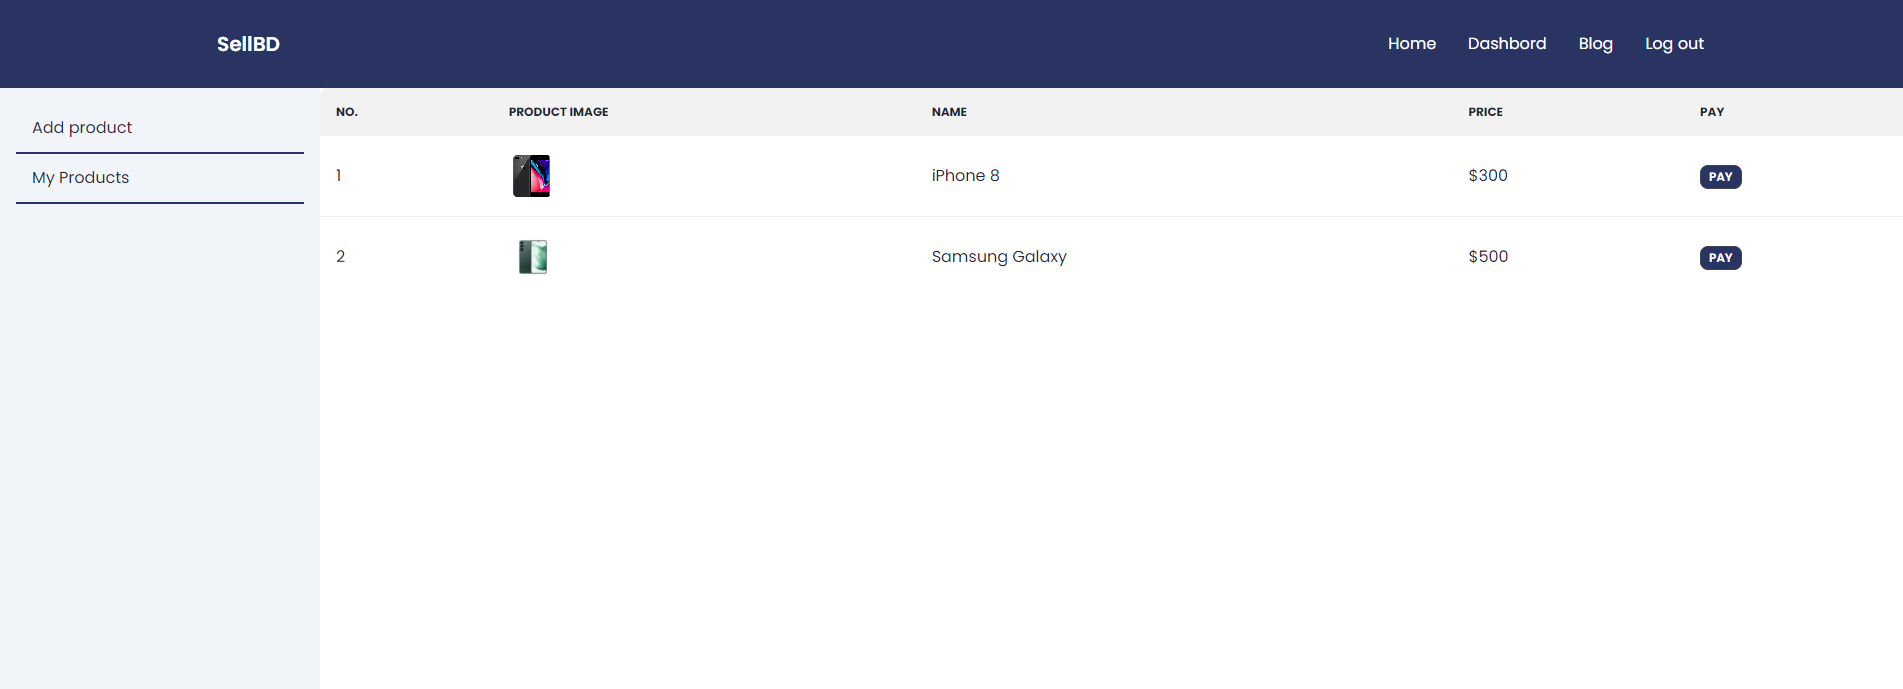 SellBD Home Dashbord Blog Log out
Add product
My Products
NO. PRODUCT IMAGE NAME PRICE PAY
1 iPhone 8 $300 PAY
2 Samsung Galaxy $500 PAY